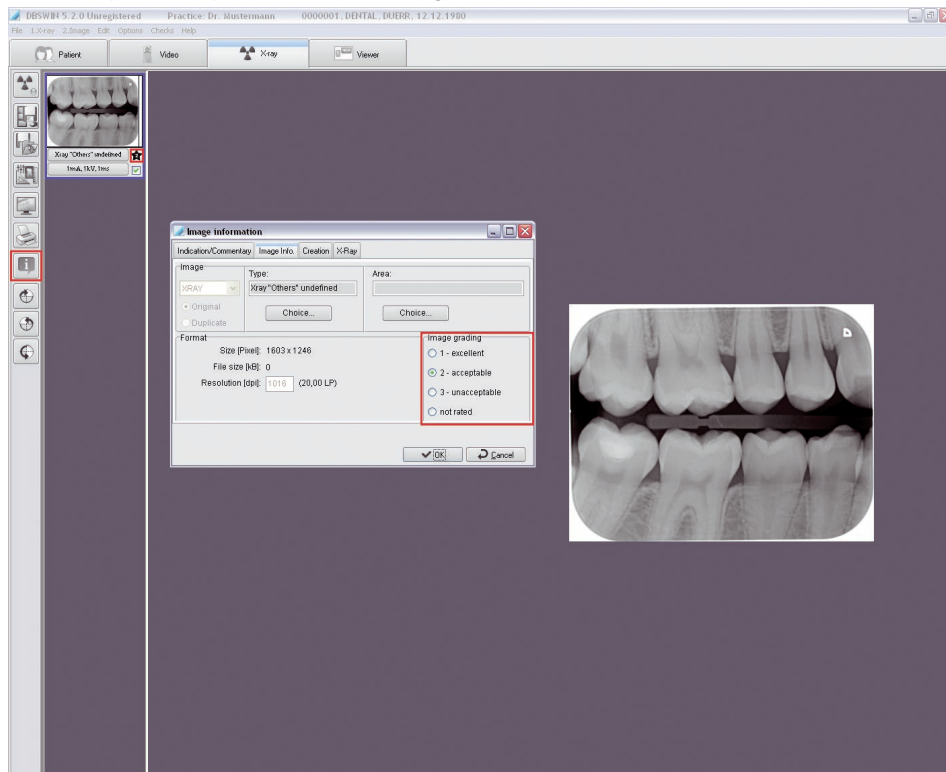 DBSWIN 5.2.0 Unregistered Practice: Dr. Mustermann 0000001, DENTAL, DUERR, 12.12.1980
File 1.X-ray 2.Image Edit Options Checks Help
Patient Video X-ray Viewer
Xray "Others" undefined
1mA, 1kV, 1ms
Image information
Indication/Commentary Image Info. Creation X-Ray
Image
Type:
Area:
XRAY
Xray "Others" undefined
Original
Duplicate
Choice...
Choice...
Format
Size [Pixel]: 1603 x 1246
File size [kB]: 0
Resolution [dpi]: 1016 (20,00 LP)
Image grading
1 - excellent
2 - acceptable
3 - unacceptable
not rated
OK Cancel